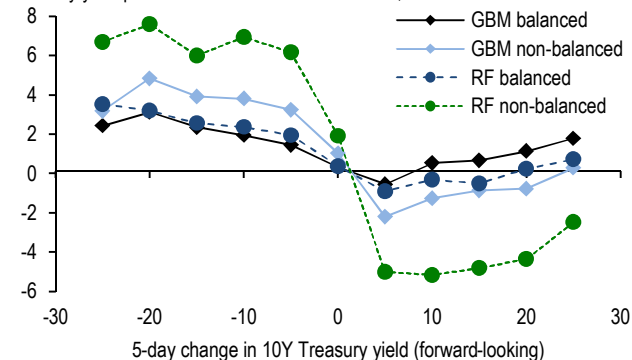 8
GBM balanced
GBM non-balanced
6
RF balanced
4
RF non-balanced
2
0
-2
-4
-6
-30 -20 -10 0 10 20 30
5-day change in 10Y Treasury yield (forward-looking)